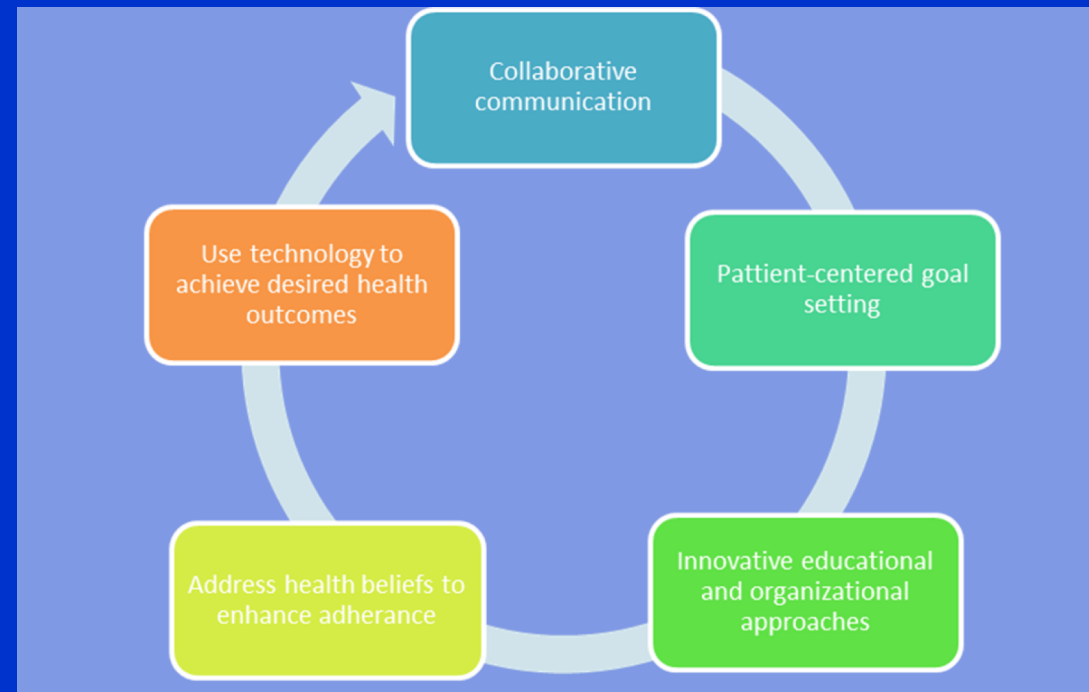 Collaborative
communication
Pattient-centered goal
setting
Innovative educational
and organizational
approaches
Address health beliefs to
enhance adherance
Use technology to
achieve desired health
outcomes